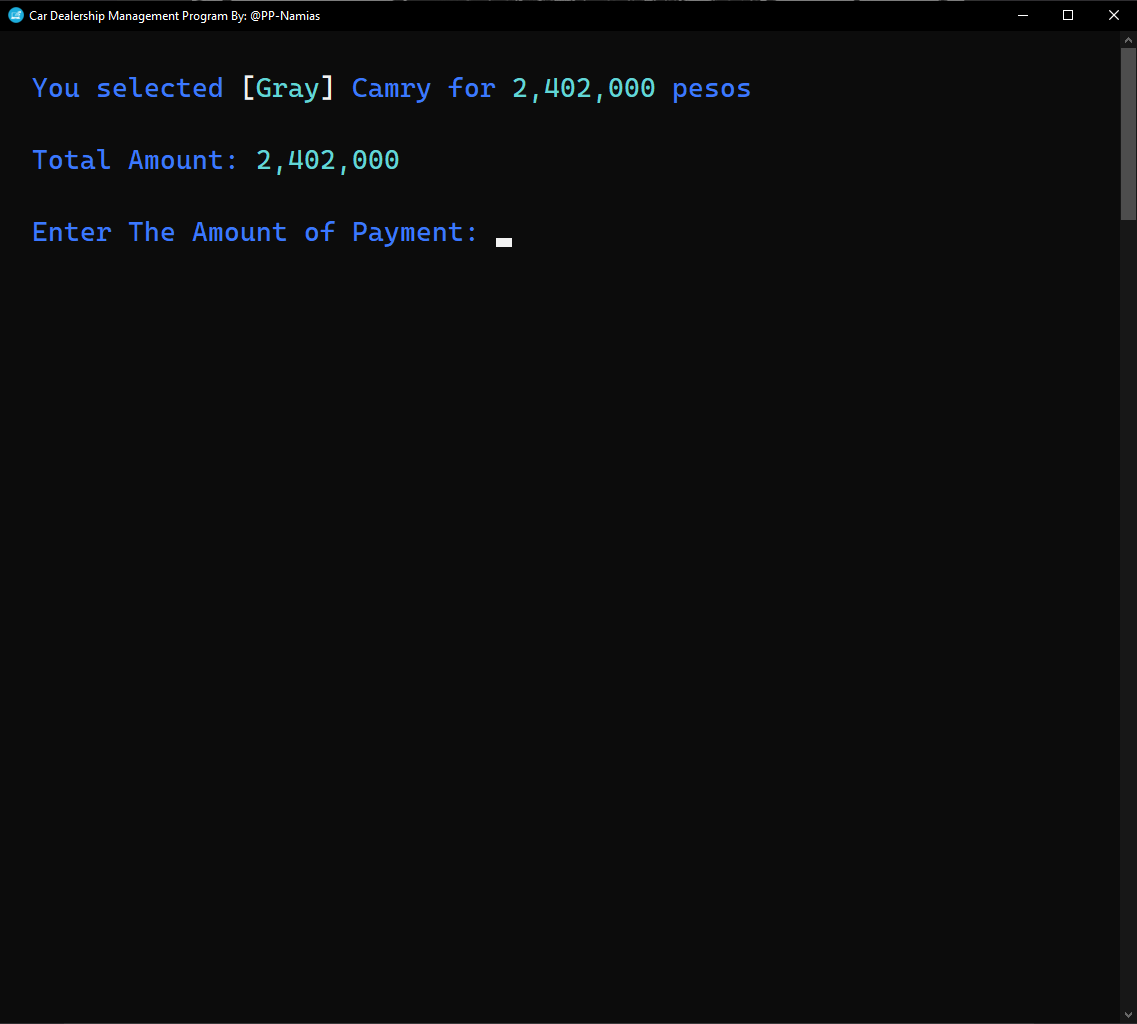 Car Dealership Management Program By: @PP-Namias
You selected [Gray] Camry for 2,402,000 pesos
Total Amount: 2,402,000
Enter The Amount of Payment: